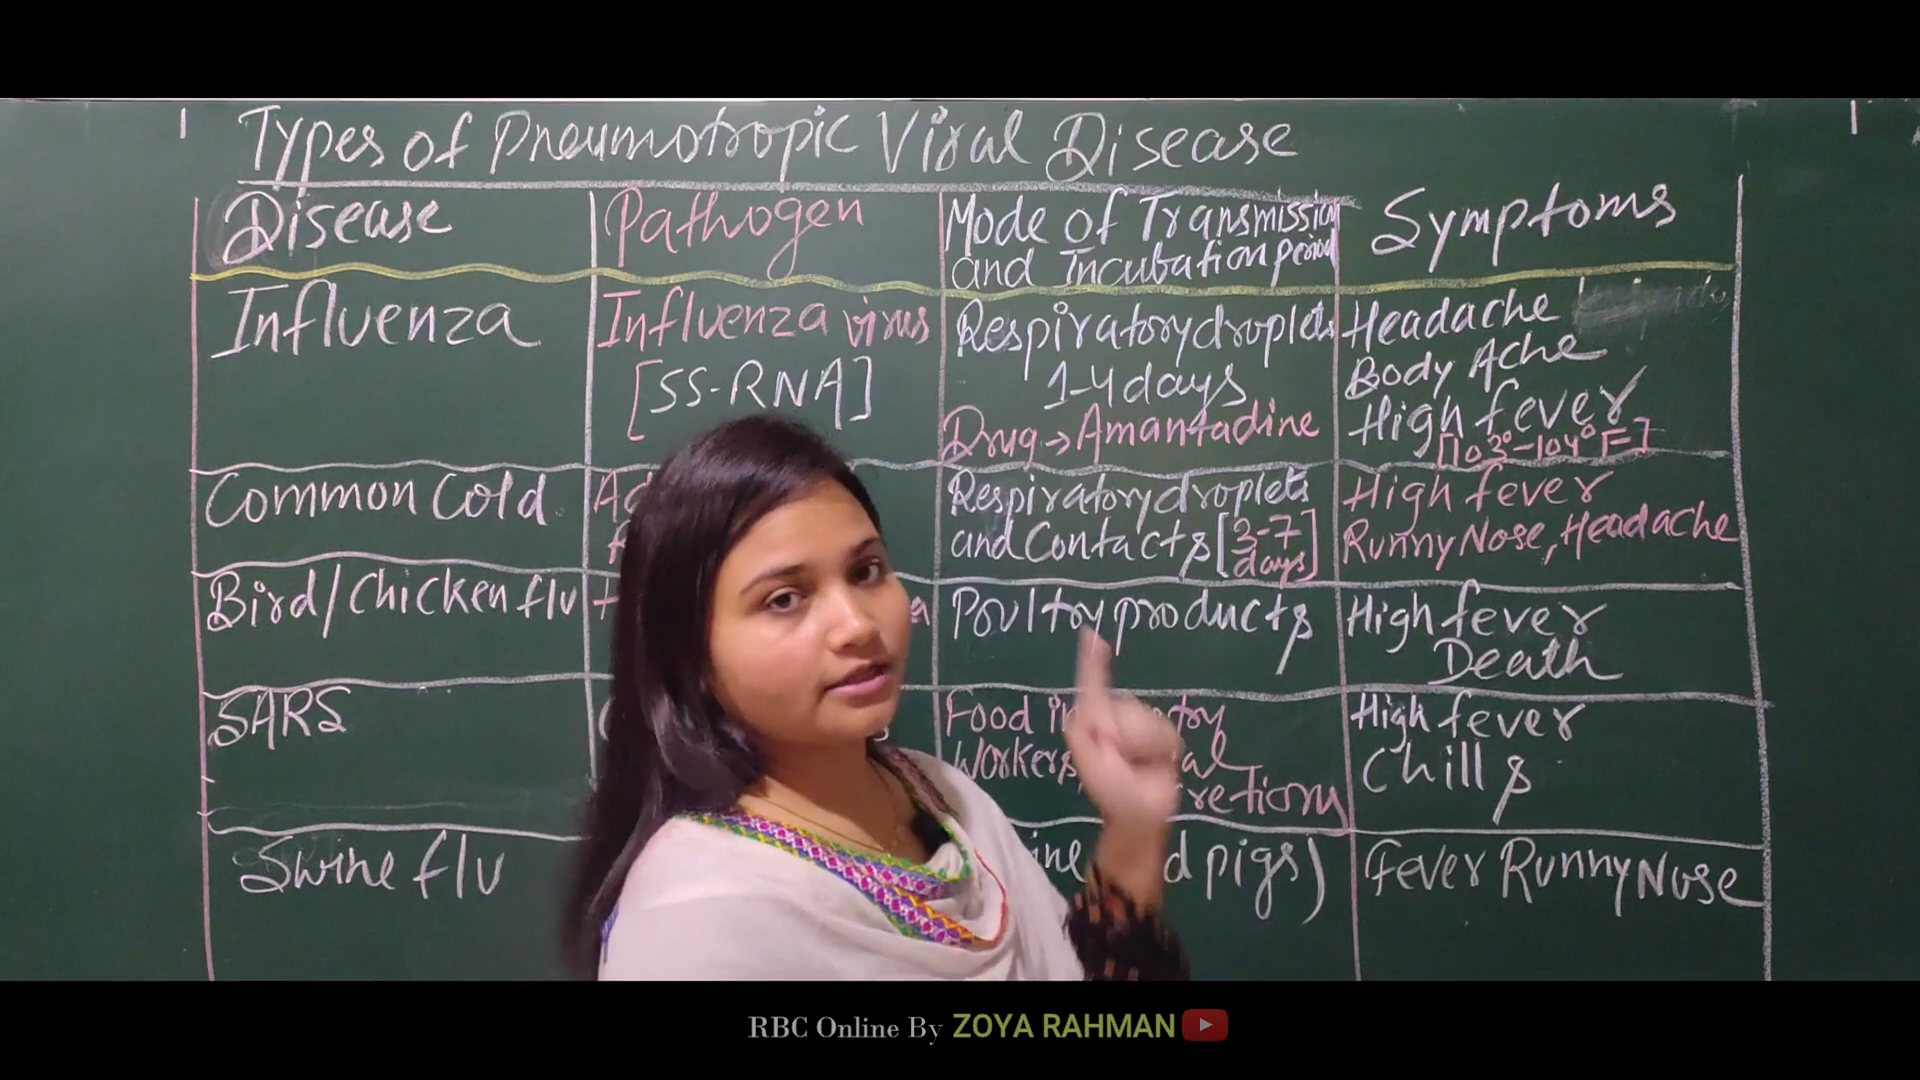 Types of Pneumotropic Viral Disease
Disease
Pathogen
Mode of Transmission
and Incubation period
Symptoms
Influenza
Influenza virus
[SS-RNA]
Respiratory droplets
1-4 days
Drug → Amantadine
Headache
Body Ache
High fever
[103°-104°F]
Common Cold
Respiratory droplets
and Contacts [3-7
days]
High fever
Runny Nose, Headache
Bird/Chicken flu
Poultry products
High fever
Death
SARS
Food
Workers
High fever
Chills
Swine flu
pigs)
Fever Runny Nose
RBC Online By ZOYA RAHMAN